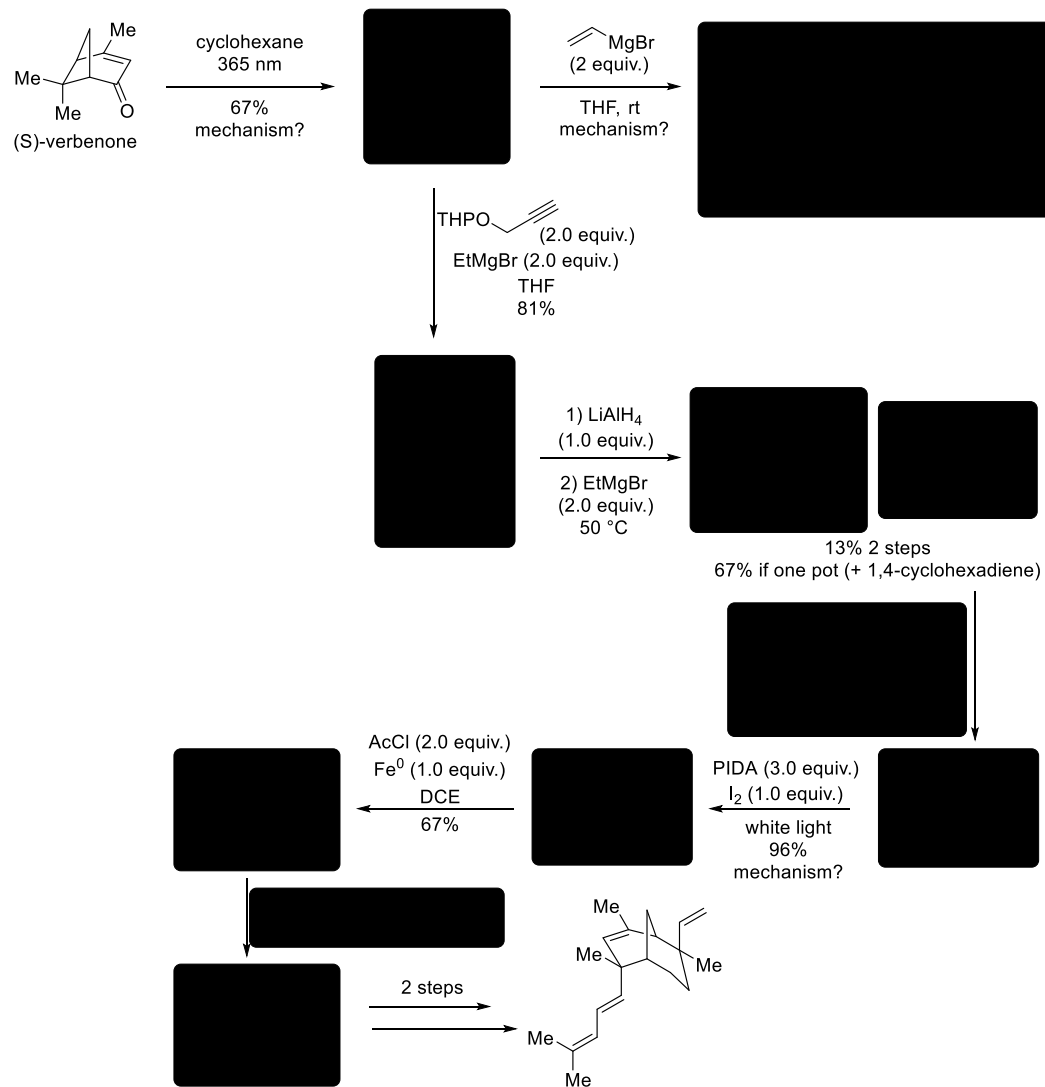 Me
Me
Me
O
(S)-verbenone
cyclohexane
365 nm
67%
mechanism?
MgBr
(2 equiv.)
THF, rt
mechanism?
THPO
(2.0 equiv.)
EtMgBr (2.0 equiv.)
THF
81%
1) LiAlH4
(1.0 equiv.)
2) EtMgBr
(2.0 equiv.)
50 °C
13% 2 steps
67% if one pot (+ 1,4-cyclohexadiene)
AcCl (2.0 equiv.)
Fe0 (1.0 equiv.)
DCE
67%
PIDA (3.0 equiv.)
I2 (1.0 equiv.)
white light
96%
mechanism?
2 steps
Me
Me
Me
Me
Me